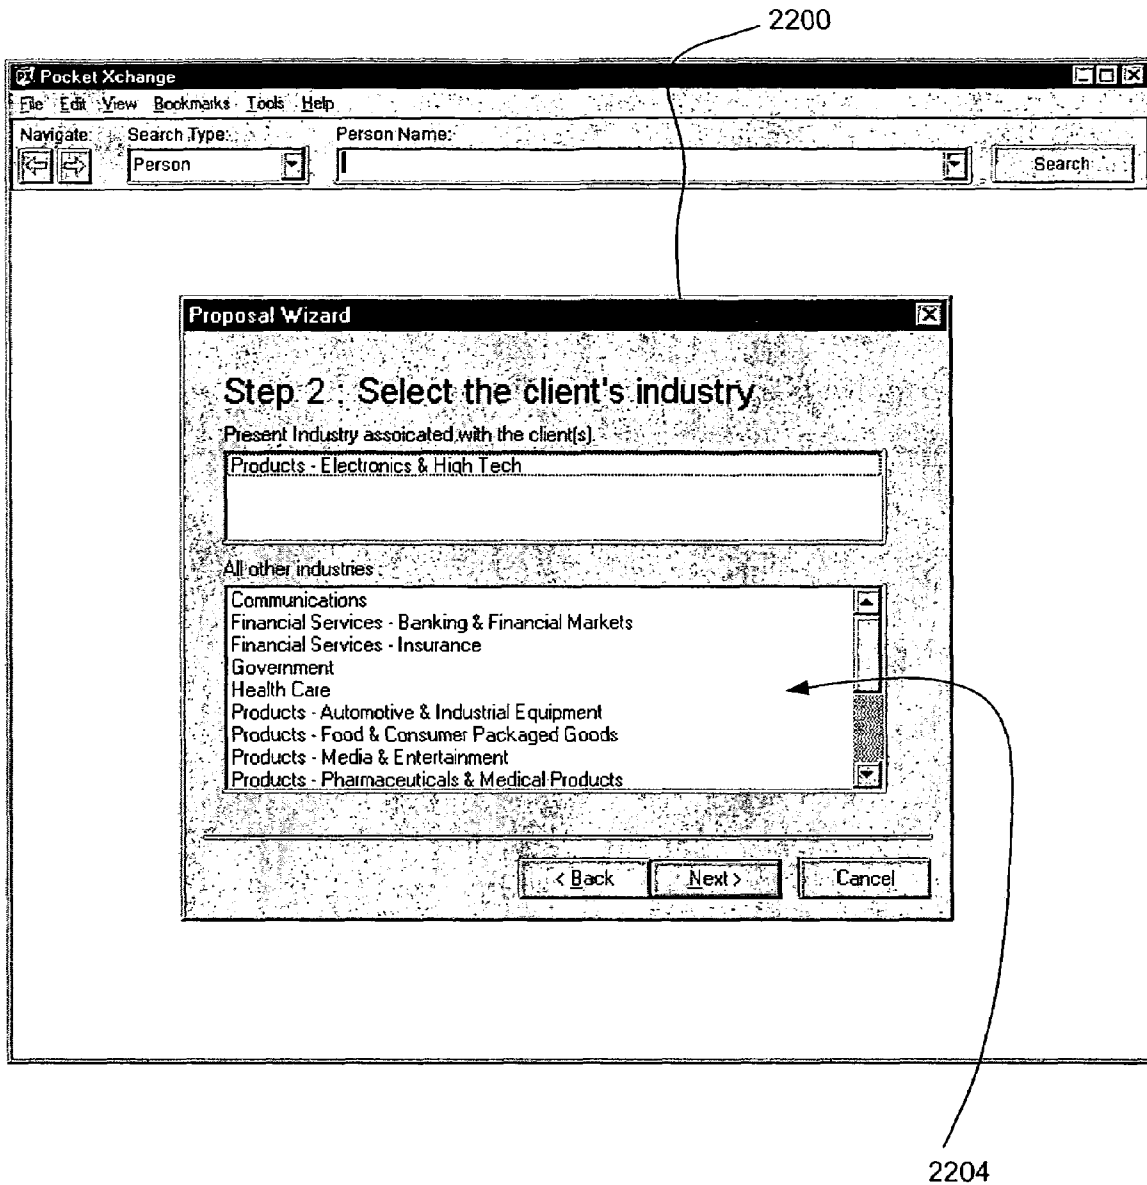 2200
Pocket Xchange
File Edit View Bookmarks Tools Help
Navigate: Search Type: Person Name:
Person Search
Proposal Wizard
Step 2 : Select the client's industry
Present Industry assoicated with the client(s).
Products - Electronics & High Tech
All other industries :
Communications
Financial Services - Banking & Financial Markets
Financial Services - Insurance
Government
Health Care
Products - Automotive & Industrial Equipment
Products - Food & Consumer Packaged Goods
Products - Media & Entertainment
Products - Pharmaceuticals & Medical Products
< Back Next > Cancel
2204